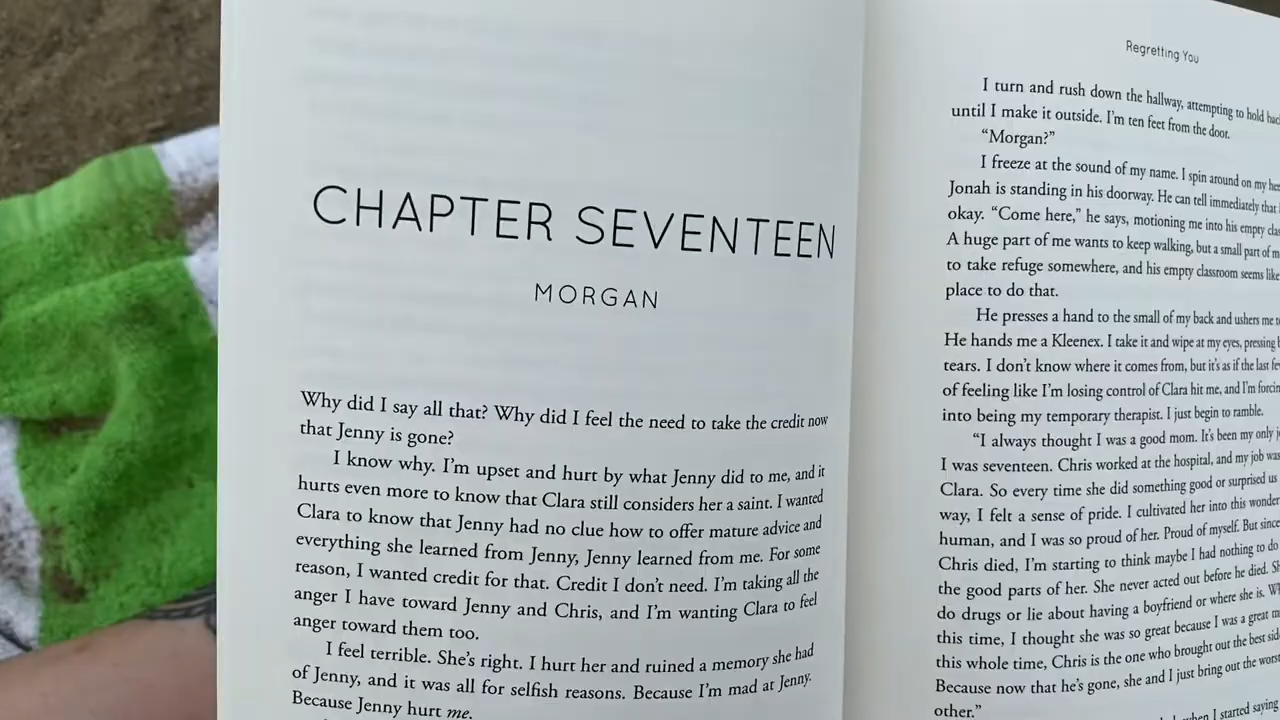 CHAPTER SEVENTEEN
MORGAN
Why did I say all that? Why did I feel the need to take the credit now
that Jenny is gone?
I know why. I'm upset and hurt by what Jenny did to me, and it
hurts even more to know that Clara still considers her a saint. I wanted
Clara to know that Jenny had no clue how to offer mature advice and
everything she learned from Jenny, Jenny learned from me. For some
reason, I wanted credit for that. Credit I don't need. I'm taking all the
anger I have toward Jenny and Chris, and I'm wanting Clara to feel
anger toward them too.
I feel terrible. She's right. I hurt her and ruined a memory she had
of Jenny, and it was all for selfish reasons. Because I'm mad at Jenny.
Because Jenny hurt me.
Regretting You
I turn and rush down the hallway, attempting to hold
until I make it outside. I'm ten feet from the door.
“Morgan?”
I freeze at the sound of my name. I spin around on my
Jonah is standing in his doorway. He can tell immediately that
okay. “Come here,” he says, motioning me into his empty
A huge part of me wants to keep walking, but a small part of
to take refuge somewhere, and his empty classroom seems like
place to do that.
He presses a hand to the small of my back and ushers me
He hands me a Kleenex. I take it and wipe at my eyes, pressing
tears. I don't know where it comes from, but it's as if the last
of feeling like I'm losing control of Clara hit me, and I'm
into being my temporary therapist. I just begin to ramble.
“I always thought I was a good mom. It's been my only
I was seventeen. Chris worked at the hospital, and my job was
Clara. So every time she did something good or surprised us
way, I felt a sense of pride. I cultivated her into this
human, and I was so proud of her. Proud of myself. But since
Chris died, I'm starting to think maybe I had nothing to do
the good parts of her. She never acted out before he died.
do drugs or lie about having a boyfriend or where she is.
this time, I thought she was so great because I was a great
this whole time, Chris is the one who brought out the best
Because now that he's gone, she and I just bring out the worst
other.”
when I started saying